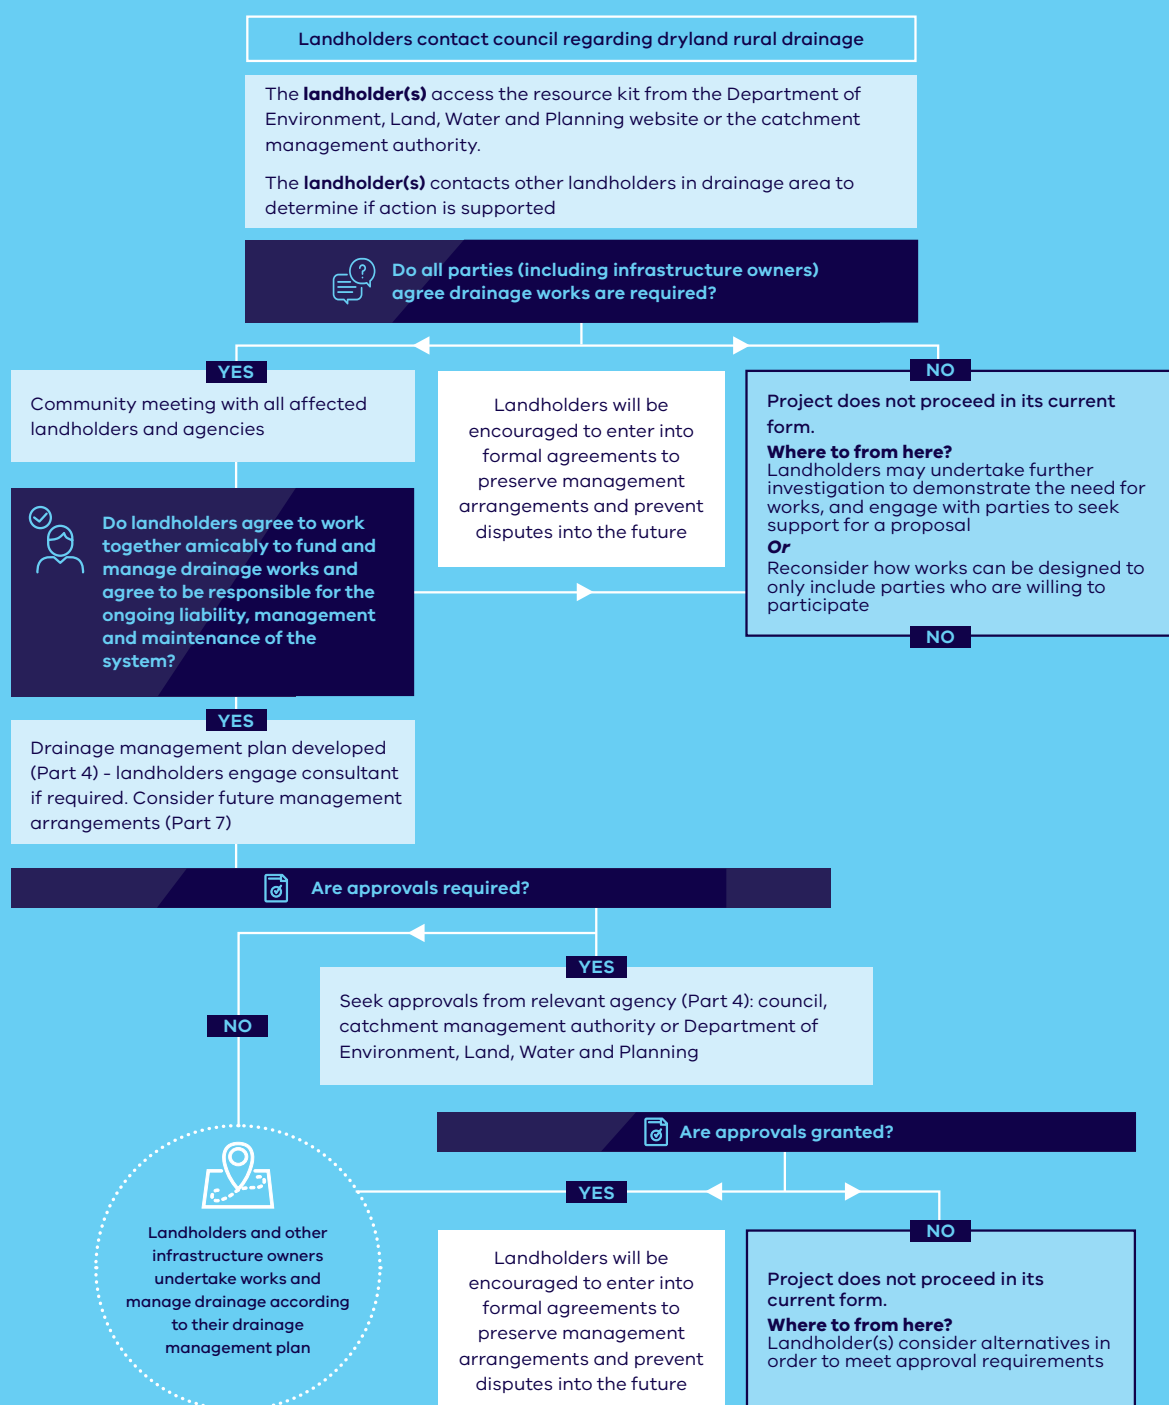 Landholders contact council regarding dryland rural drainage
The landholder(s) access the resource kit from the Department of
Environment, Land, Water and Planning website or the catchment
management authority.
The landholder(s) contacts other landholders in drainage area to
determine if action is supported
Do all parties (including infrastructure owners)
agree drainage works are required?
YES
Community meeting with all affected
landholders and agencies
Landholders will be
encouraged to enter into
formal agreements to
preserve management
arrangements and prevent
disputes into the future
NO
Project does not proceed in its current
form.
Where to from here?
Landholders may undertake further
investigation to demonstrate the need for
works, and engage with parties to seek
support for a proposal
Or
Reconsider how works can be designed to
only include parties who are willing to
participate
NO
Do landholders agree to work
together amicably to fund and
manage drainage works and
agree to be responsible for the
ongoing liability, management
and maintenance of the
system?
YES
Drainage management plan developed
(Part 4) - landholders engage consultant
if required. Consider future management
arrangements (Part 7)
Are approvals required?
YES
Seek approvals from relevant agency (Part 4): council,
catchment management authority or Department of
Environment, Land, Water and Planning
NO
Are approvals granted?
YES
Landholders and other
infrastructure owners
undertake works and
manage drainage according
to their drainage
management plan
Landholders will be
encouraged to enter into
formal agreements to
preserve management
arrangements and prevent
disputes into the future
NO
Project does not proceed in its
current form.
Where to from here?
Landholder(s) consider alternatives in
order to meet approval requirements